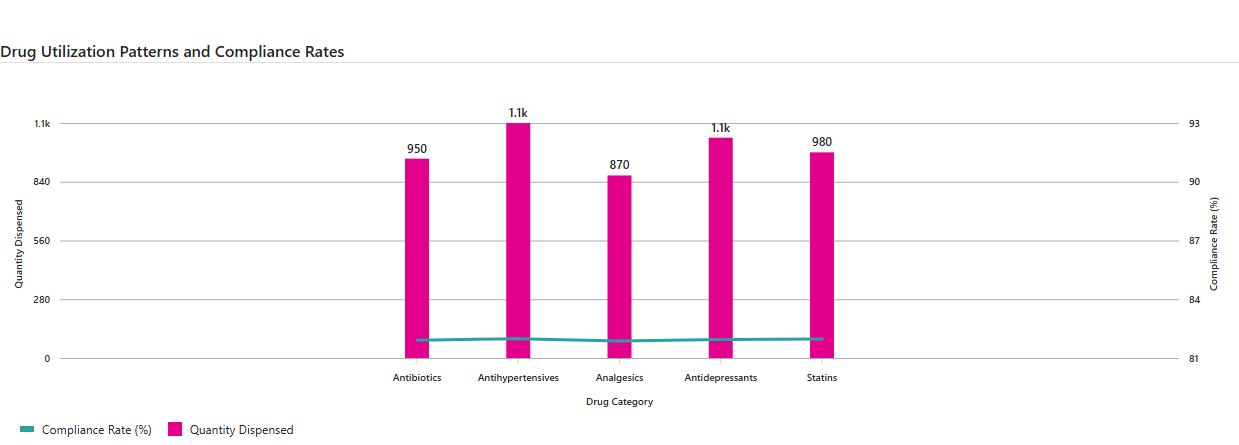 Drug Utilization Patterns and Compliance Rates
1.1k
1.1k
1.1k
93
950
980
870
840
90
560
87
280
84
0
81
Quantity Dispensed
Compliance Rate (%)
Antibiotics
Antihypertensives
Analgesics
Antidepressants
Statins
Drug Category
Compliance Rate (%)
Quantity Dispensed